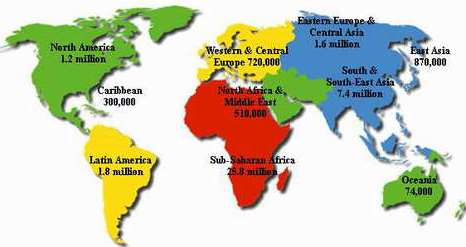 North America
1.2 million
Caribbean
300,000
Latin America
1.8 million
Western & Central
Europe 720,000
North Africa &
Middle East
510,000
Sub-Saharan Africa
25.8 million
Eastern Europe &
Central Asia
1.6 million
East Asia
870,000
South &
South-East Asia
7.4 million
Oceania
74,000